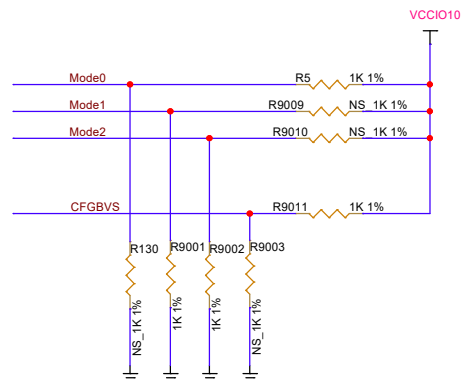 VCCIO10
Mode0 R5 1K 1%
Mode1 R9009 NS_1K 1%
Mode2 R9010 NS_1K 1%
CFGBVS R9011 1K 1%
R130 R9001 R9002 R9003
NS_1K 1% 1K 1% 1K 1% NS_1K 1%